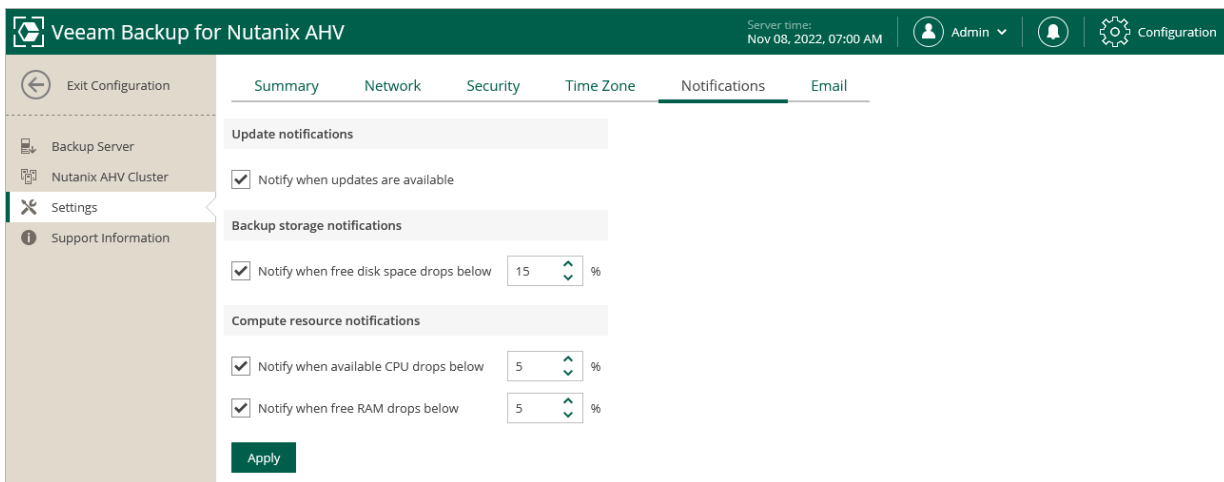 Veeam Backup for Nutanix AHV
Server time:
Nov 08, 2022, 07:00 AM
Admin
Configuration
Exit Configuration
Backup Server
Nutanix AHV Cluster
Settings
Support Information
Summary Network Security Time Zone Notifications Email
Update notifications
Notify when updates are available
Backup storage notifications
Notify when free disk space drops below 15 %
Compute resource notifications
Notify when available CPU drops below 5 %
Notify when free RAM drops below 5 %
Apply